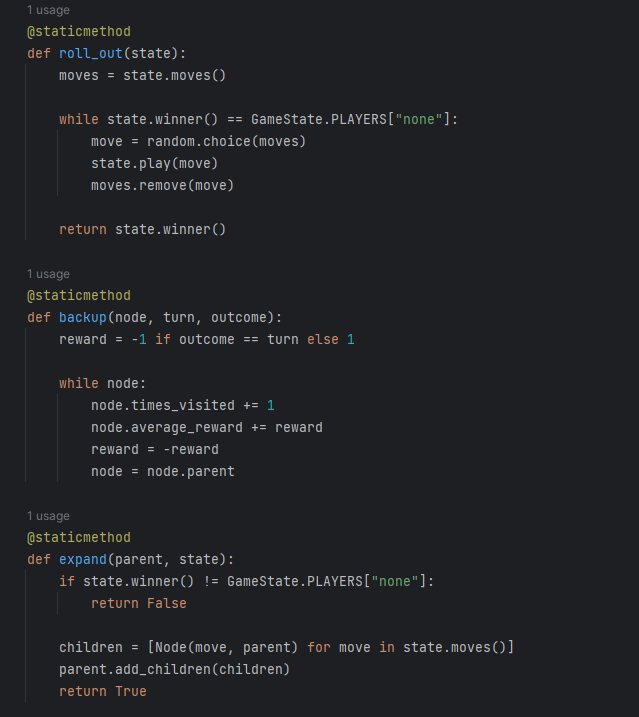 1 usage
@staticmethod
def roll_out(state):
    moves = state.moves()
    while state.winner() == GameState.PLAYERS["none"]:
        move = random.choice(moves)
        state.play(move)
        moves.remove(move)
    return state.winner()
1 usage
@staticmethod
def backup(node, turn, outcome):
    reward = -1 if outcome == turn else 1
    while node:
        node.times_visited += 1
        node.average_reward += reward
        reward = -reward
        node = node.parent
1 usage
@staticmethod
def expand(parent, state):
    if state.winner() != GameState.PLAYERS["none"]:
        return False
    children = [Node(move, parent) for move in state.moves()]
    parent.add_children(children)
    return True